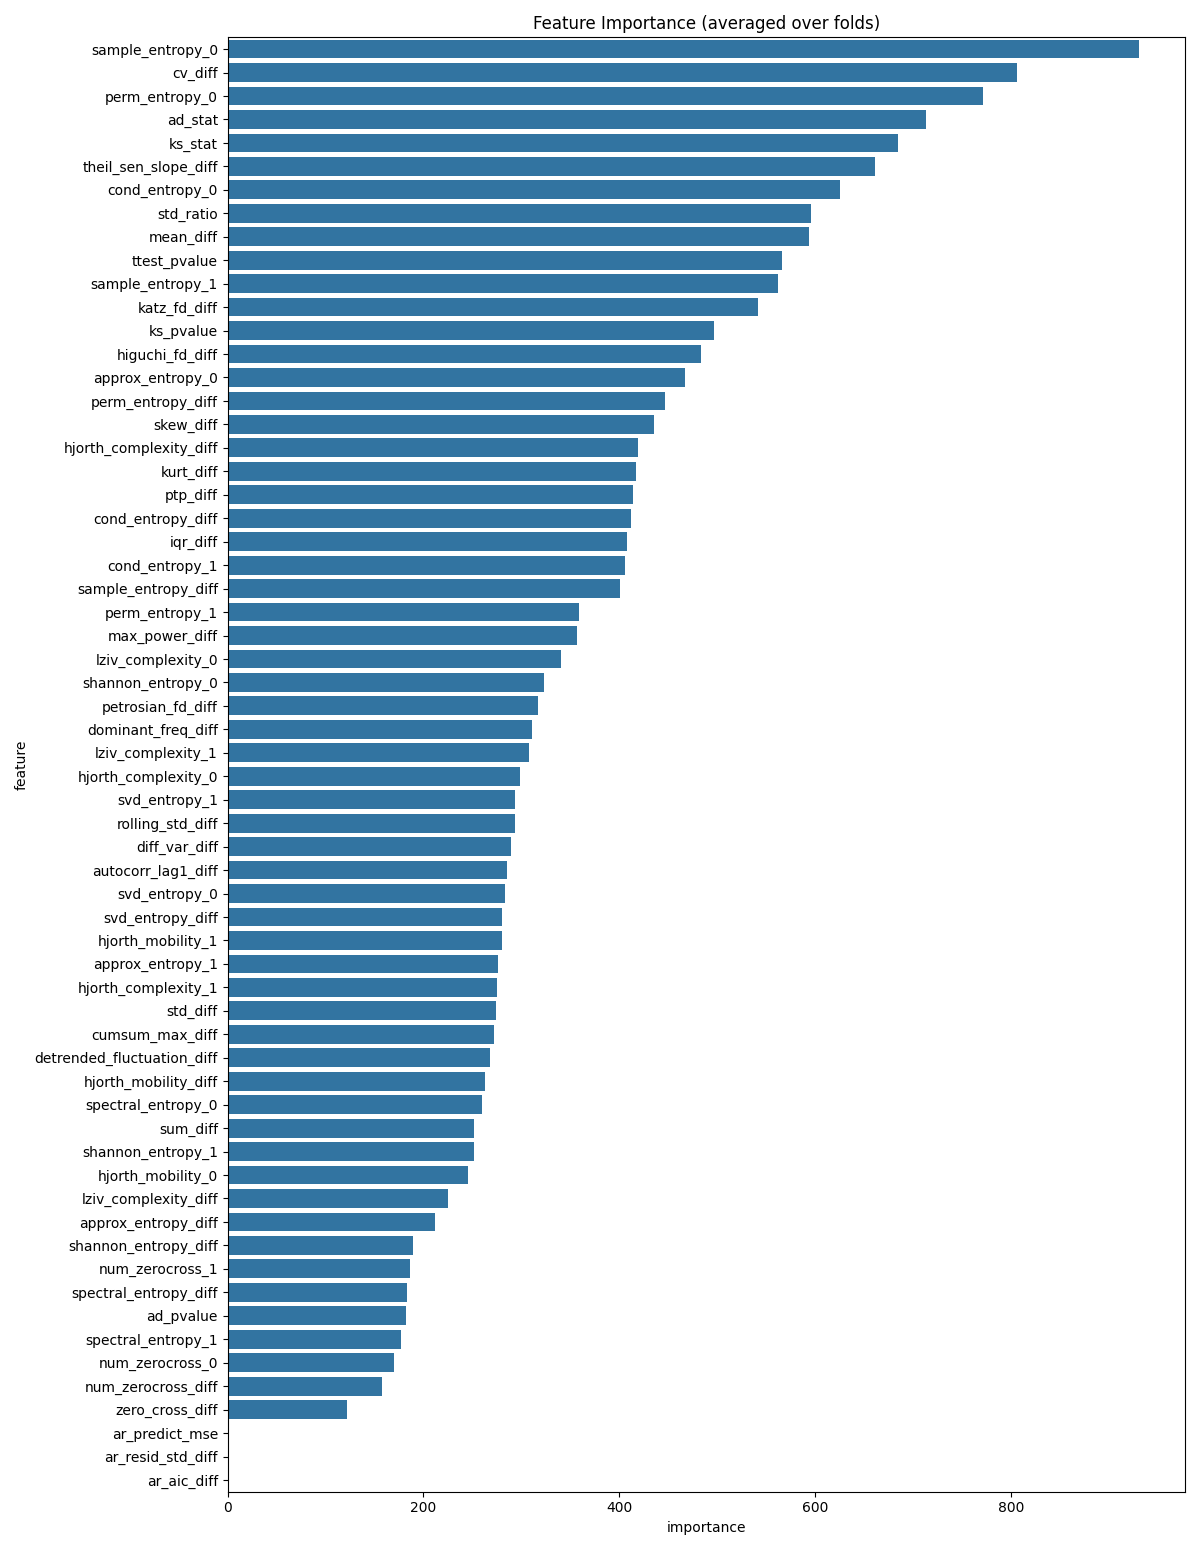 Feature Importance (averaged over folds)
sample_entropy_0
cv_diff
perm_entropy_0
ad_stat
ks_stat
theil_sen_slope_diff
cond_entropy_0
std_ratio
mean_diff
ttest_pvalue
sample_entropy_1
katz_fd_diff
ks_pvalue
higuchi_fd_diff
approx_entropy_0
perm_entropy_diff
skew_diff
hjorth_complexity_diff
kurt_diff
ptp_diff
cond_entropy_diff
iqr_diff
cond_entropy_1
sample_entropy_diff
perm_entropy_1
max_power_diff
lziv_complexity_0
shannon_entropy_0
petrosian_fd_diff
dominant_freq_diff
lziv_complexity_1
hjorth_complexity_0
svd_entropy_1
rolling_std_diff
diff_var_diff
autocorr_lag1_diff
svd_entropy_0
svd_entropy_diff
hjorth_mobility_1
approx_entropy_1
hjorth_complexity_1
std_diff
cumsum_max_diff
detrended_fluctuation_diff
hjorth_mobility_diff
spectral_entropy_0
sum_diff
shannon_entropy_1
hjorth_mobility_0
lziv_complexity_diff
approx_entropy_diff
shannon_entropy_diff
num_zerocross_1
spectral_entropy_diff
ad_pvalue
spectral_entropy_1
num_zerocross_0
num_zerocross_diff
zero_cross_diff
ar_predict_mse
ar_resid_std_diff
ar_aic_diff
feature
0 200 400 600 800
importance